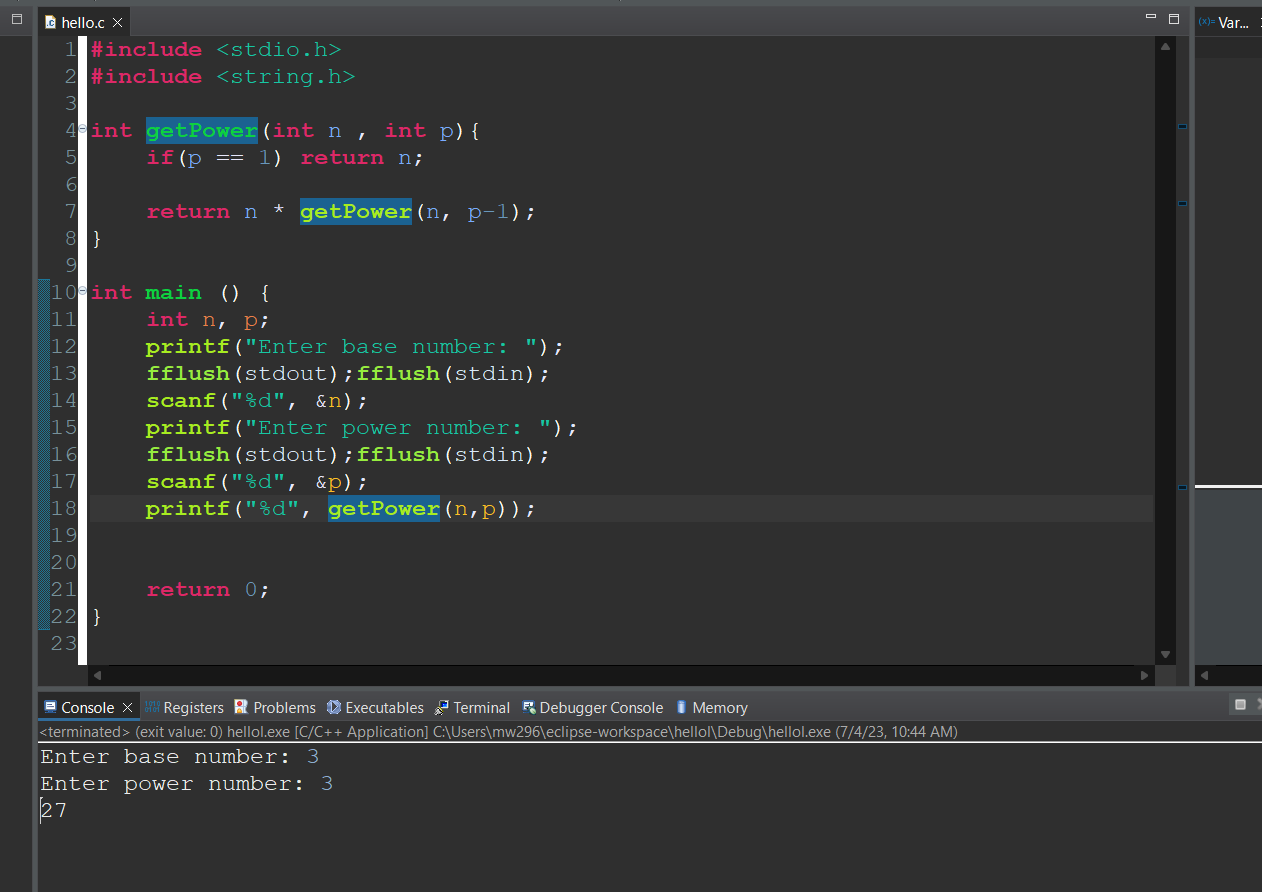 hello.c
Var...
1 #include <stdio.h>
2 #include <string.h>
3
4 int getPower(int n , int p){
5 if(p == 1) return n;
6
7 return n * getPower(n, p-1);
8 }
9
10 int main () {
11 int n, p;
12 printf("Enter base number: ");
13 fflush(stdout);fflush(stdin);
14 scanf("%d", &n);
15 printf("Enter power number: ");
16 fflush(stdout);fflush(stdin);
17 scanf("%d", &p);
18 printf("%d", getPower(n,p));
19
20
21 return 0;
22 }
23
Console Registers Problems Executables Terminal Debugger Console Memory
<terminated> (exit value: 0) hellol.exe [C/C++ Application] C:\Users\mw296\eclipse-workspace\hellol\Debug\hellol.exe (7/4/23, 10:44 AM)
Enter base number: 3
Enter power number: 3
27